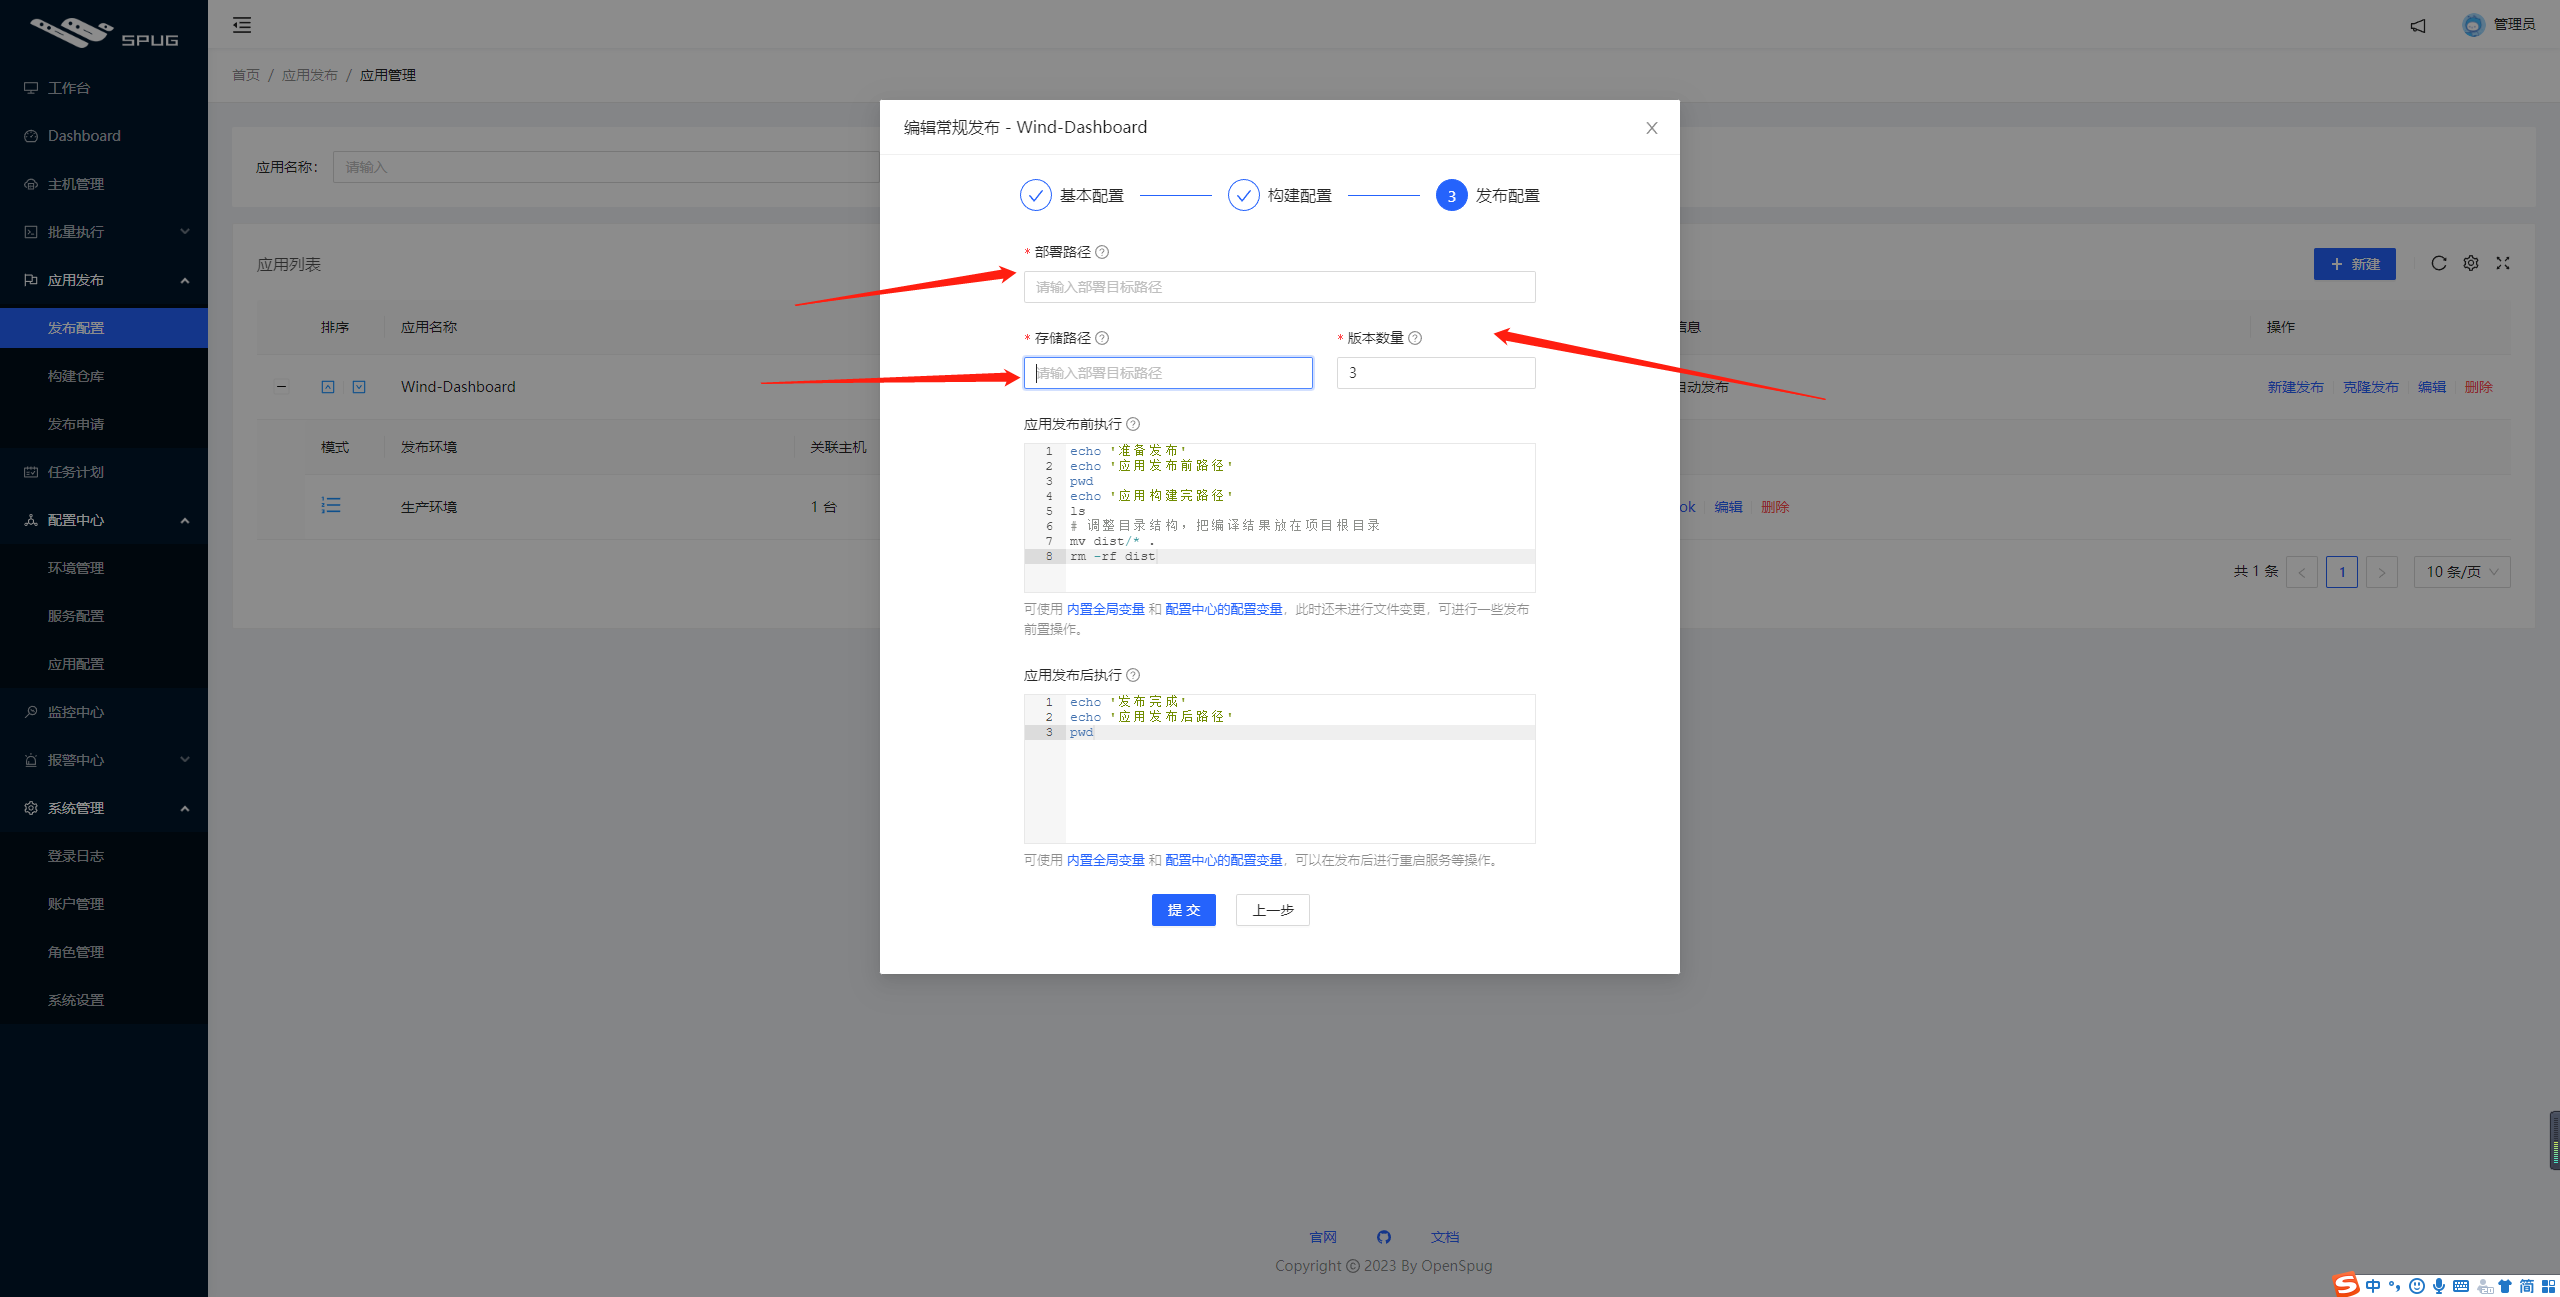 SPUG
管理员
工作台
Dashboard
主机管理
批量执行
应用发布
发布配置
构建仓库
发布申请
任务计划
配置中心
环境管理
服务配置
应用配置
监控中心
报警中心
系统管理
登录日志
账户管理
角色管理
系统设置
首页 / 应用发布 / 应用管理
应用名称: 请输入
应用列表
新建
排序 应用名称 信息 操作
Wind-Dashboard 自动发布 新建发布 克隆发布 编辑 删除
模式 发布环境 关联主机
生产环境 1 台 ok 编辑 删除
共 1 条 < 1 > 10 条/页
编辑常规发布 - Wind-Dashboard
基本配置 构建配置 3 发布配置
* 部署路径
请输入部署目标路径
* 存储路径 * 版本数量
请输入部署目标路径 3
应用发布前执行
1 echo '准备发布'
2 echo '应用发布前路径'
3 pwd
4 echo '应用构建完路径'
5 ls
6 # 调整目录结构，把编译结果放在项目根目录
7 mv dist/* .
8 rm -rf dist
可使用 内置全局变量 和 配置中心的配置变量，此时还未进行文件变更，可进行一些发布
前置操作。
应用发布后执行
1 echo '发布完成'
2 echo '应用发布后路径'
3 pwd
可使用 内置全局变量 和 配置中心的配置变量，可以在发布后进行重启服务等操作。
提 交 上一步
官网 文档
Copyright © 2023 By OpenSpug
S 中 简